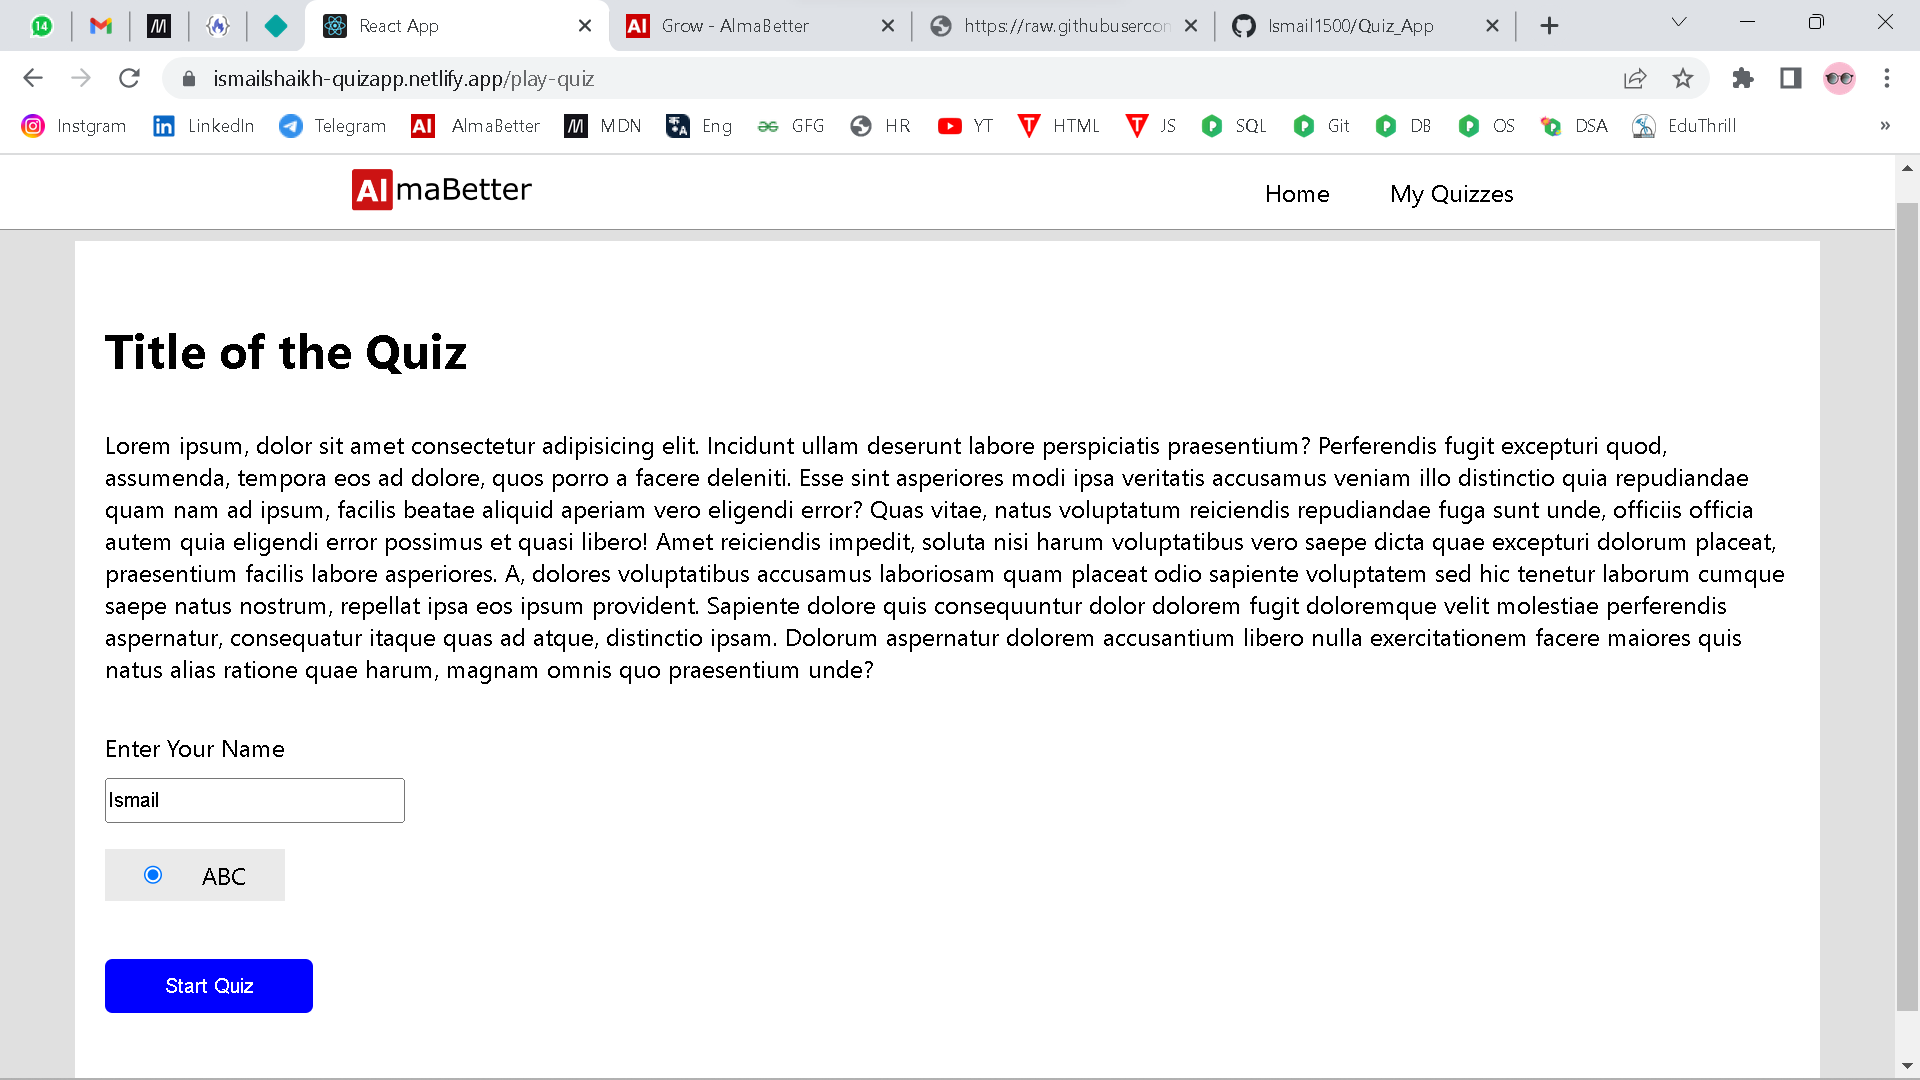 14
React App
Grow - AlmaBetter
https://raw.githubusercon
Ismail1500/Quiz_App
ismailshaikh-quizapp.netlify.app/play-quiz
Instgram LinkedIn Telegram AI AlmaBetter MDN Eng GFG HR YT HTML JS SQL Git DB OS DSA EduThrill »
AlmaBetter
Home My Quizzes
Title of the Quiz
Lorem ipsum, dolor sit amet consectetur adipisicing elit. Incidunt ullam deserunt labore perspiciatis praesentium? Perferendis fugit excepturi quod,
assumenda, tempora eos ad dolore, quos porro a facere deleniti. Esse sint asperiores modi ipsa veritatis accusamus veniam illo distinctio quia repudiandae
quam nam ad ipsum, facilis beatae aliquid aperiam vero eligendi error? Quas vitae, natus voluptatum reiciendis repudiandae fuga sunt unde, officiis officia
autem quia eligendi error possimus et quasi libero! Amet reiciendis impedit, soluta nisi harum voluptatibus vero saepe dicta quae excepturi dolorum placeat,
praesentium facilis labore asperiores. A, dolores voluptatibus accusamus laboriosam quam placeat odio sapiente voluptatem sed hic tenetur laborum cumque
saepe natus nostrum, repellat ipsa eos ipsum provident. Sapiente dolore quis consequuntur dolor dolorem fugit doloremque velit molestiae perferendis
aspernatur, consequatur itaque quas ad atque, distinctio ipsam. Dolorum aspernatur dolorem accusantium libero nulla exercitationem facere maiores quis
natus alias ratione quae harum, magnam omnis quo praesentium unde?
Enter Your Name
Ismail
ABC
Start Quiz